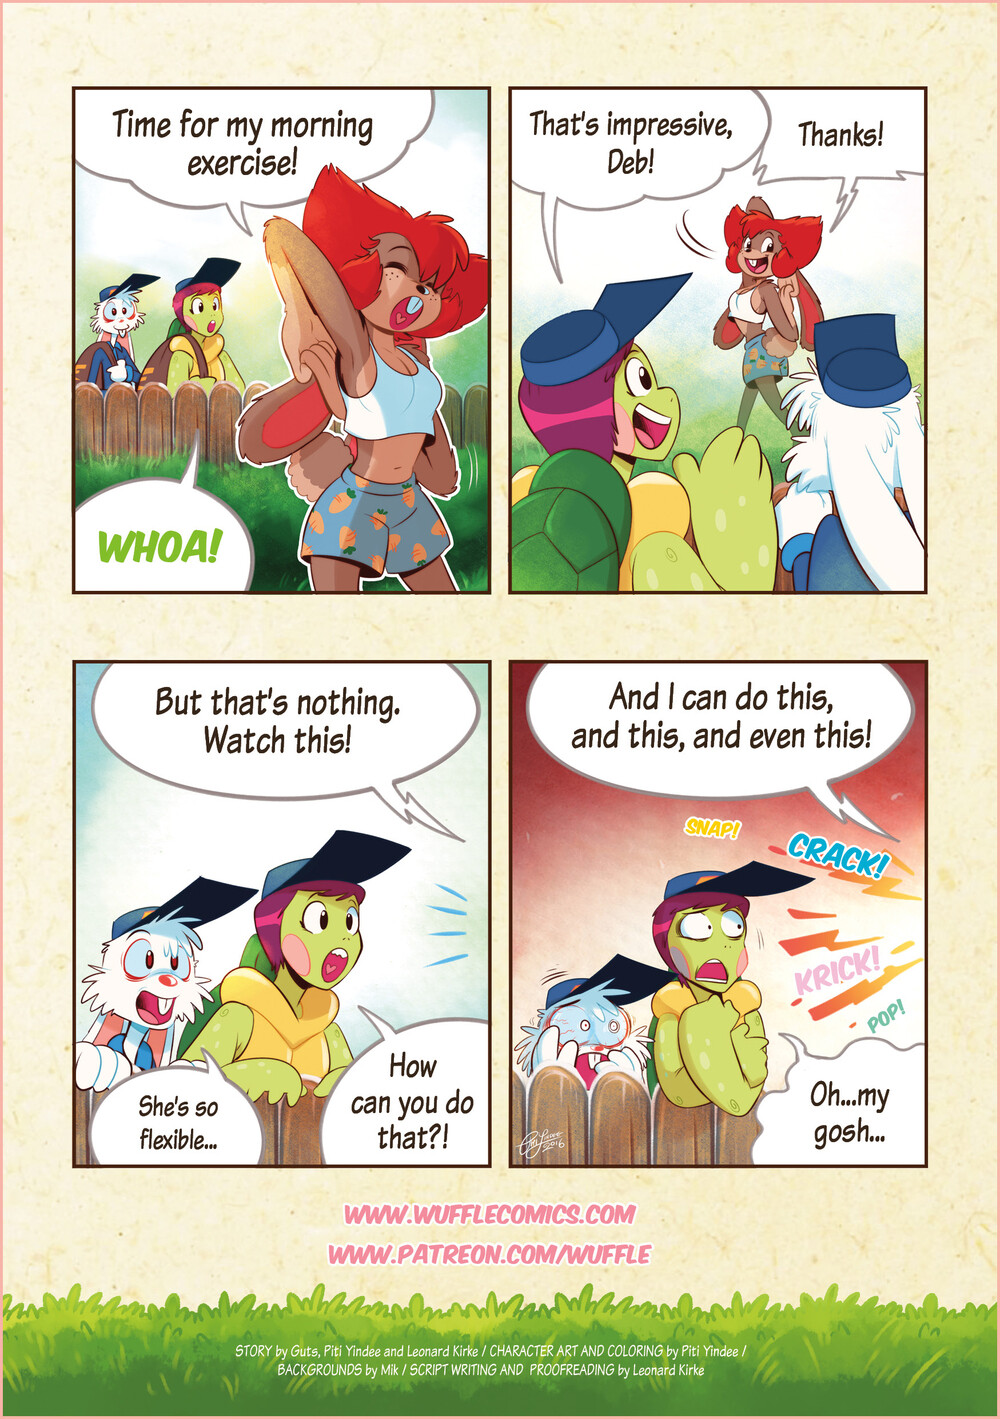 Time for my morning
exercise!
WHOA!
That's impressive,
Deb!
Thanks!
But that's nothing.
Watch this!
She's so
flexible...
How
can you do
that?!
And I can do this,
and this, and even this!
SNAP!
CRACK!
KRICK!
POP!
Oh...my
gosh...
2016
WWW.WUFFLECOMICS.COM
WWW.PATREON.COM/WUFFLE
STORY by Guts, Piti Yindee and Leonard Kirke / CHARACTER ART AND COLORING by Piti Yindee /
BACKGROUNDS by Mik / SCRIPT WRITING AND PROOFREADING by Leonard Kirke